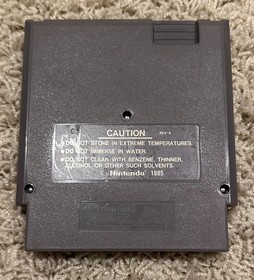 CAUTION
REV-A
● DO NOT STORE IN EXTREME TEMPERATURES.
● DO NOT IMMERSE IN WATER.
● DO NOT CLEAN WITH BENZENE, THINNER,
ALCOHOL OR OTHER SUCH SOLVENTS.
Nintendo 1985